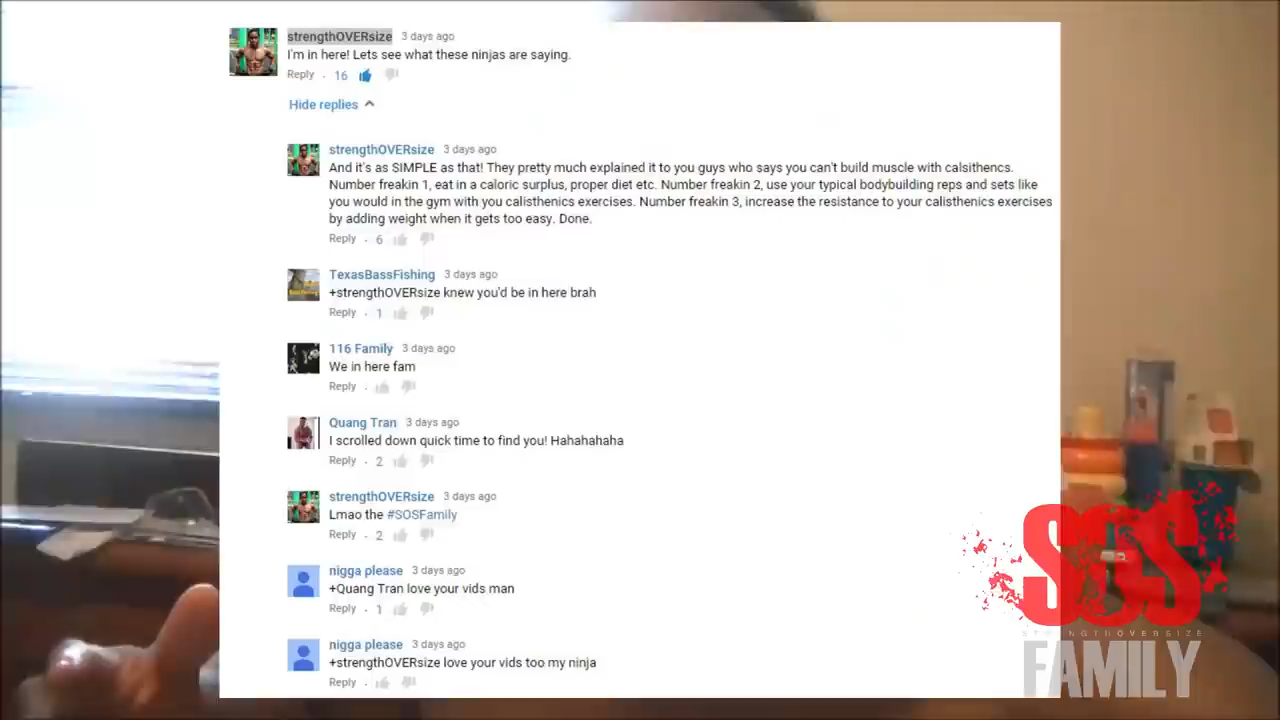 strengthOVERsize 3 days ago
I'm in here! Lets see what these ninjas are saying.
Reply . 16
Hide replies
strengthOVERsize 3 days ago
And it's as SIMPLE as that! They pretty much explained it to you guys who says you can't build muscle with calsithencs.
Number freakin 1, eat in a caloric surplus, proper diet etc. Number freakin 2, use your typical bodybuilding reps and sets like
you would in the gym with you calisthenics exercises. Number freakin 3, increase the resistance to your calisthenics exercises
by adding weight when it gets too easy. Done.
Reply . 6
TexasBassFishing 3 days ago
+strengthOVERsize knew you'd be in here brah
Reply . 1
116 Family 3 days ago
We in here fam
Reply .
Quang Tran 3 days ago
I scrolled down quick time to find you! Hahahahaha
Reply . 2
strengthOVERsize 3 days ago
Lmao the #SOSFamily
Reply . 2
nigga please 3 days ago
+Quang Tran love your vids man
Reply . 1
nigga please 3 days ago
+strengthOVERsize love your vids too my ninja
Reply .
SOS
STRENGTHOVERSIZE
FAMILY